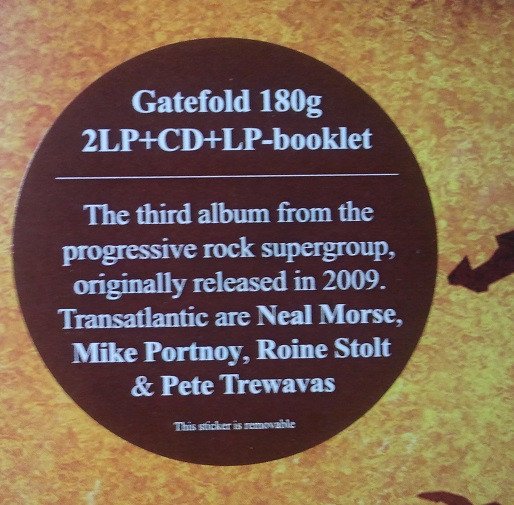 Gatefold 180g
2LP+CD+LP-booklet
The third album from the
progressive rock supergroup,
originally released in 2009.
Transatlantic are Neal Morse,
Mike Portnoy, Roine Stolt
& Pete Trewavas
This sticker is removable